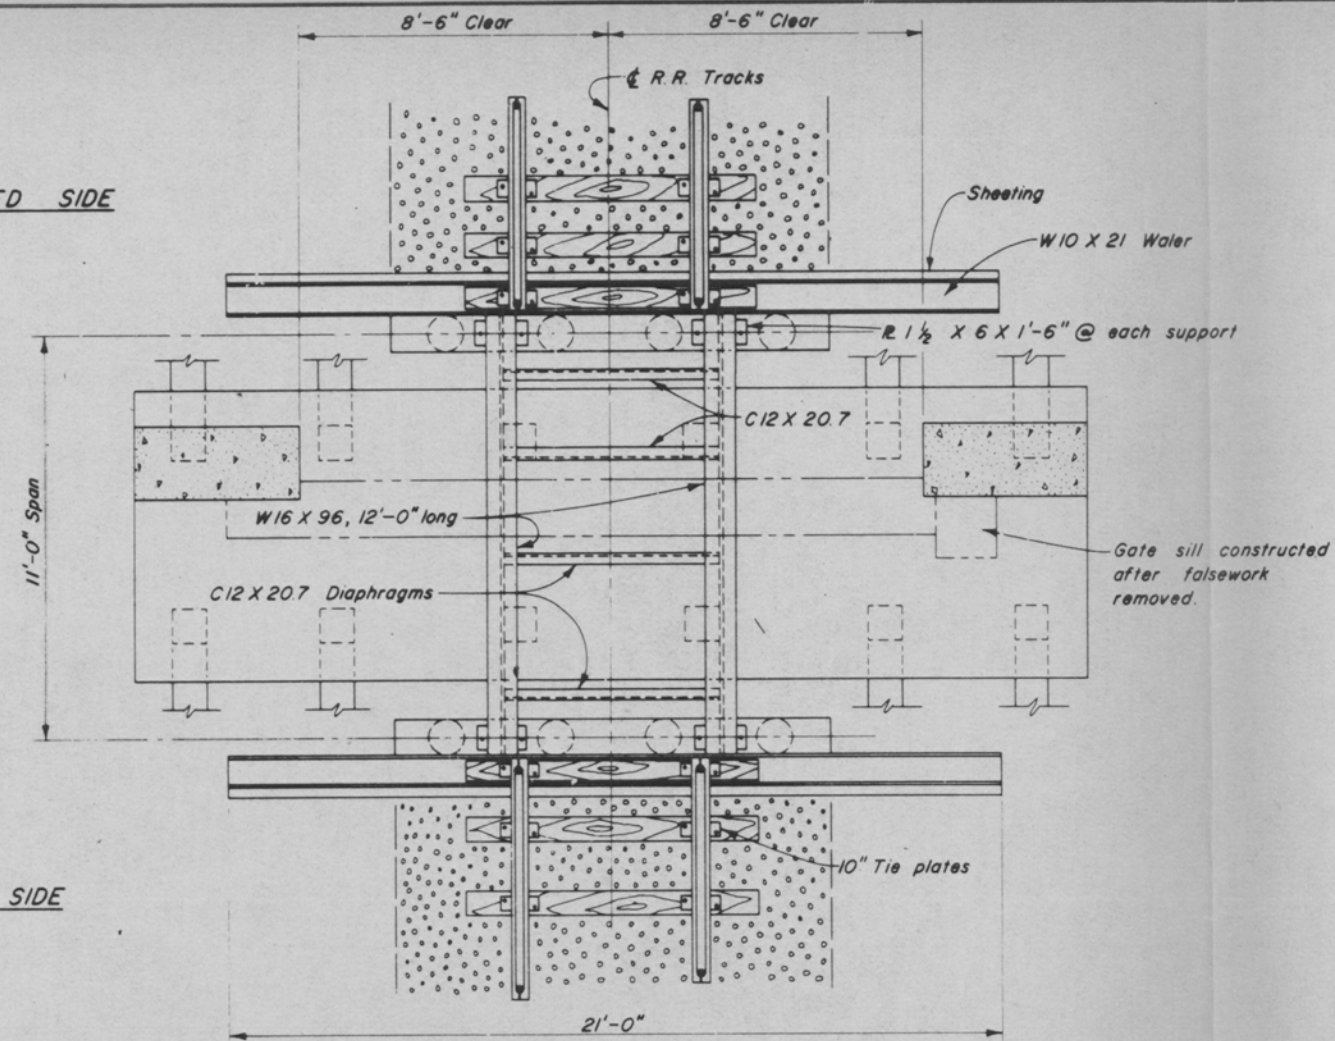 8'-6" Clear
8'-6" Clear
℄ R.R. Tracks
SIDE
Sheeting
W10 X 21 Waler
℄ 1 ½ X 6 X 1'-6" @ each support
C12 X 20.7
11'-0" Span
W16 X 96, 12'-0" long
Gate sill constructed
after falsework
removed.
C12 X 20.7 Diaphragms
10" Tie plates
SIDE
21'-0"